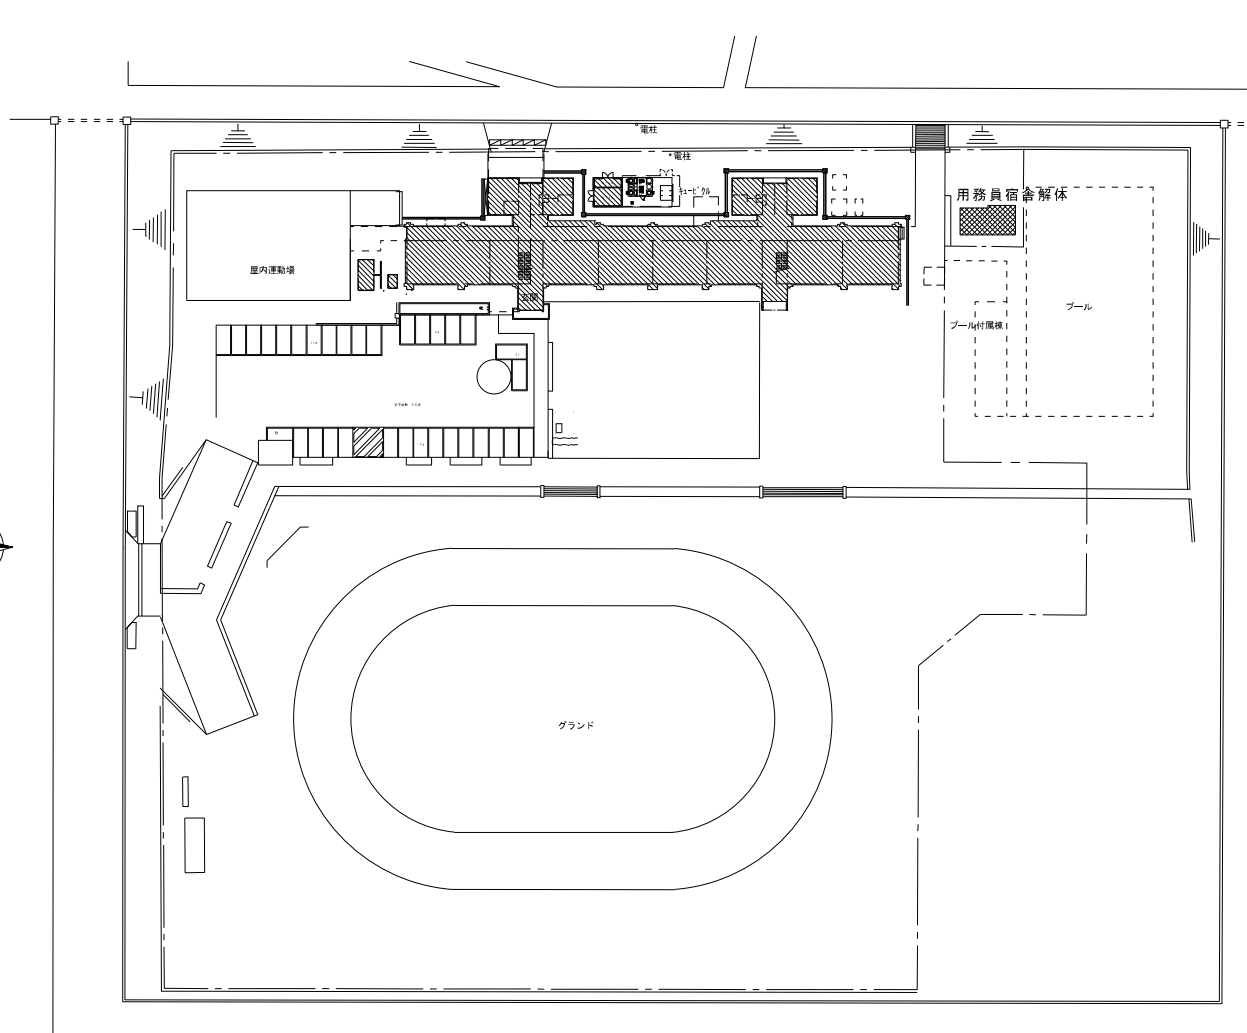 電柱
電柱
キュービクル
用務員宿舎解体
屋内運動場
玄関
プール
プール付属棟
グランド